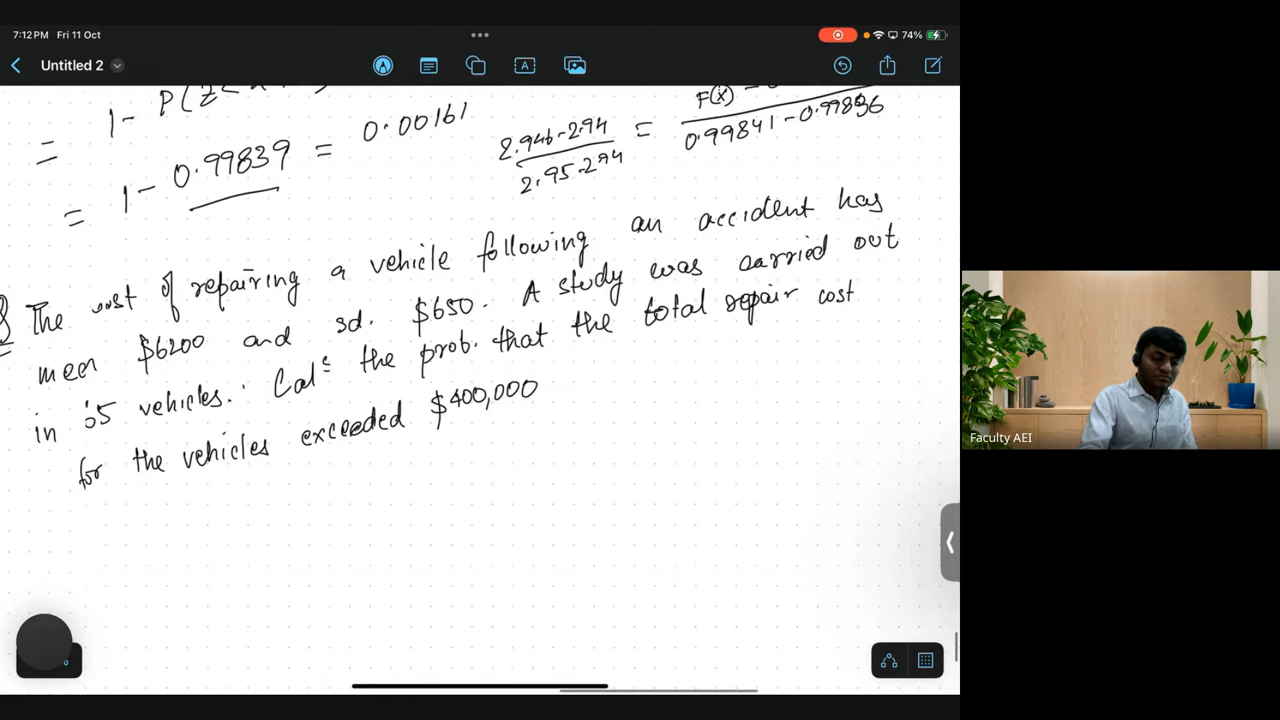 7:12 PM Fri 11 Oct
74%
Untitled 2
= 1 - P(Z<
= 1 - 0.99839 = 0.00161
2.946-2.94 / 2.95-2.94 = F(x) - / 0.99841-0.99836
Q The cost of repairing a vehicle following an accident has
mean $6200 and sd. $650. A study was carried out
in 65 vehicles. Calc the prob. that the total repair cost
for the vehicles exceeded $400,000
Faculty AEI